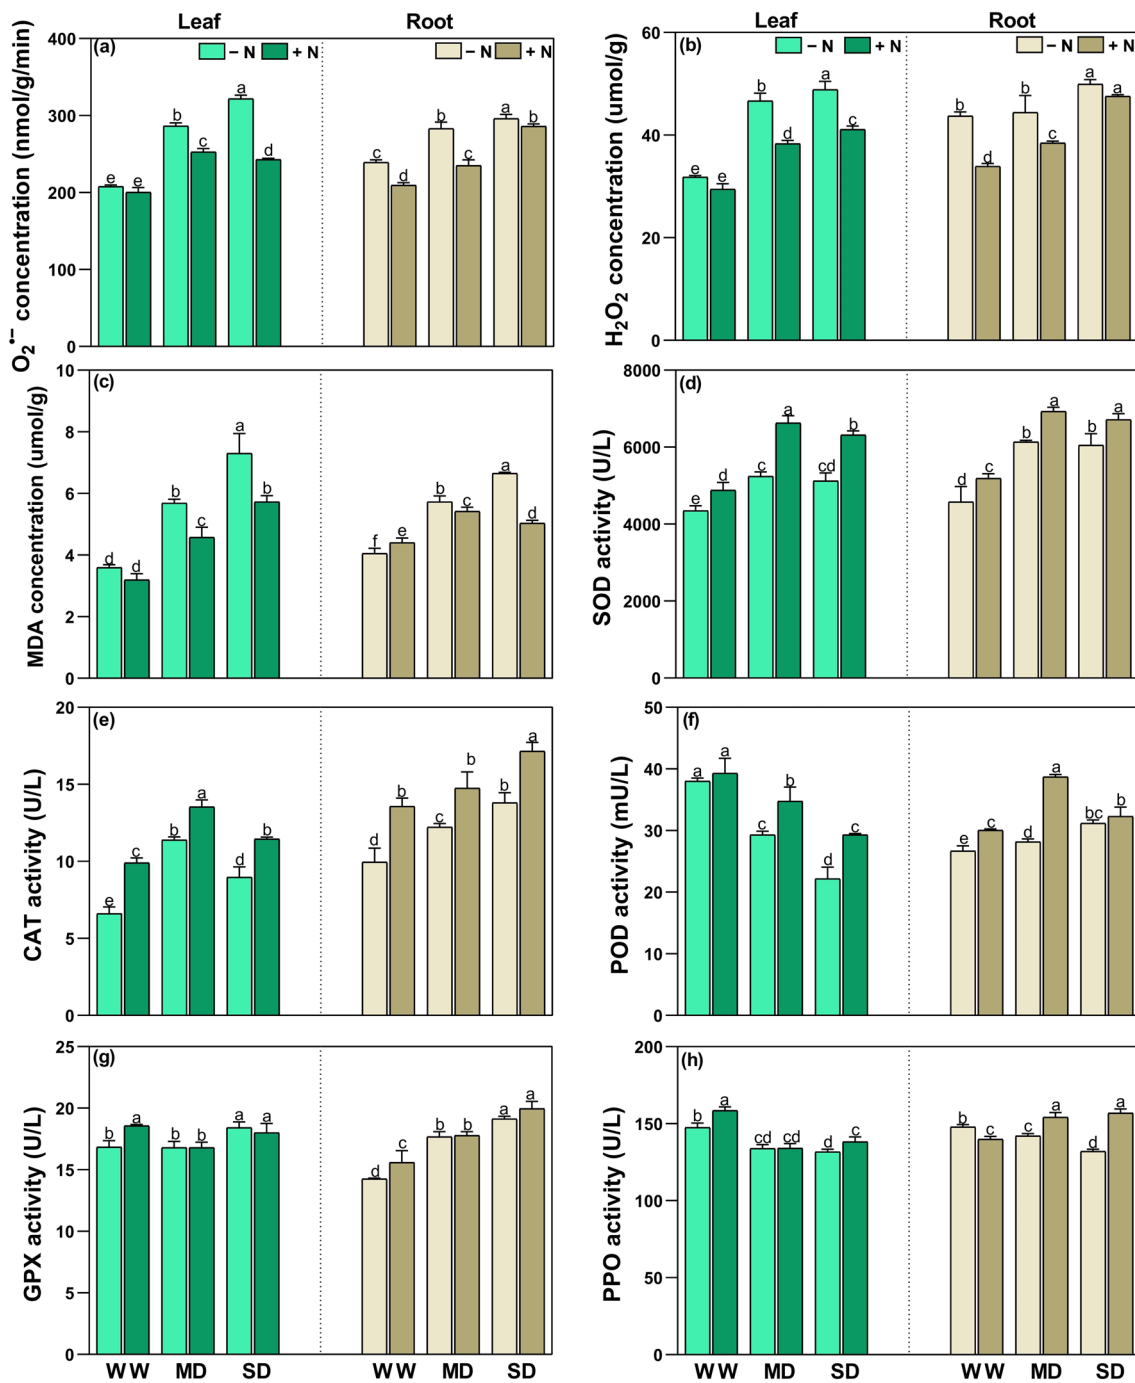 Leaf Root
(a) – N + N – N + N
O₂•− concentration (nmol/g/min)
400
300
200
100
0
e e b c a d c d b c a b
Leaf Root
(b) – N + N – N + N
H₂O₂ concentration (umol/g)
60
40
20
0
e e b d a c b d b c a a
(c)
MDA concentration (umol/g)
10
8
6
4
2
0
d d b c a b f e b c a d
(d)
SOD activity (U/L)
8000
6000
4000
2000
0
e d c a cd b d c b a b a
(e)
CAT activity (U/L)
20
15
10
5
0
e c b a d b d b c b b a
(f)
POD activity (mU/L)
50
40
30
20
10
0
a a c b d c e c d a bc b
(g)
GPX activity (U/L)
25
20
15
10
5
0
b a b b a a d c b b a a
WW MD SD WW MD SD
(h)
PPO activity (U/L)
200
150
100
50
0
b a cd cd d c b c c a d a
WW MD SD WW MD SD